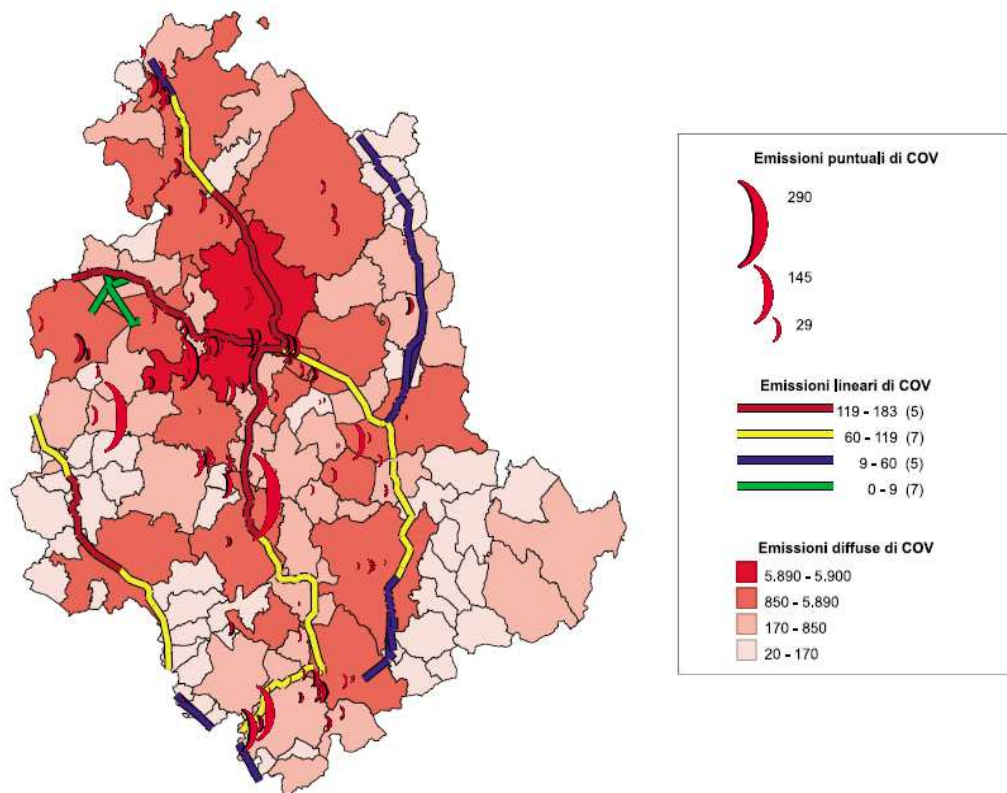 Emissioni puntuali di COV
290
145
29
Emissioni lineari di COV
119 - 183 (5)
60 - 119 (7)
9 - 60 (5)
0 - 9 (7)
Emissioni diffuse di COV
5.890 - 5.900
850 - 5.890
170 - 850
20 - 170